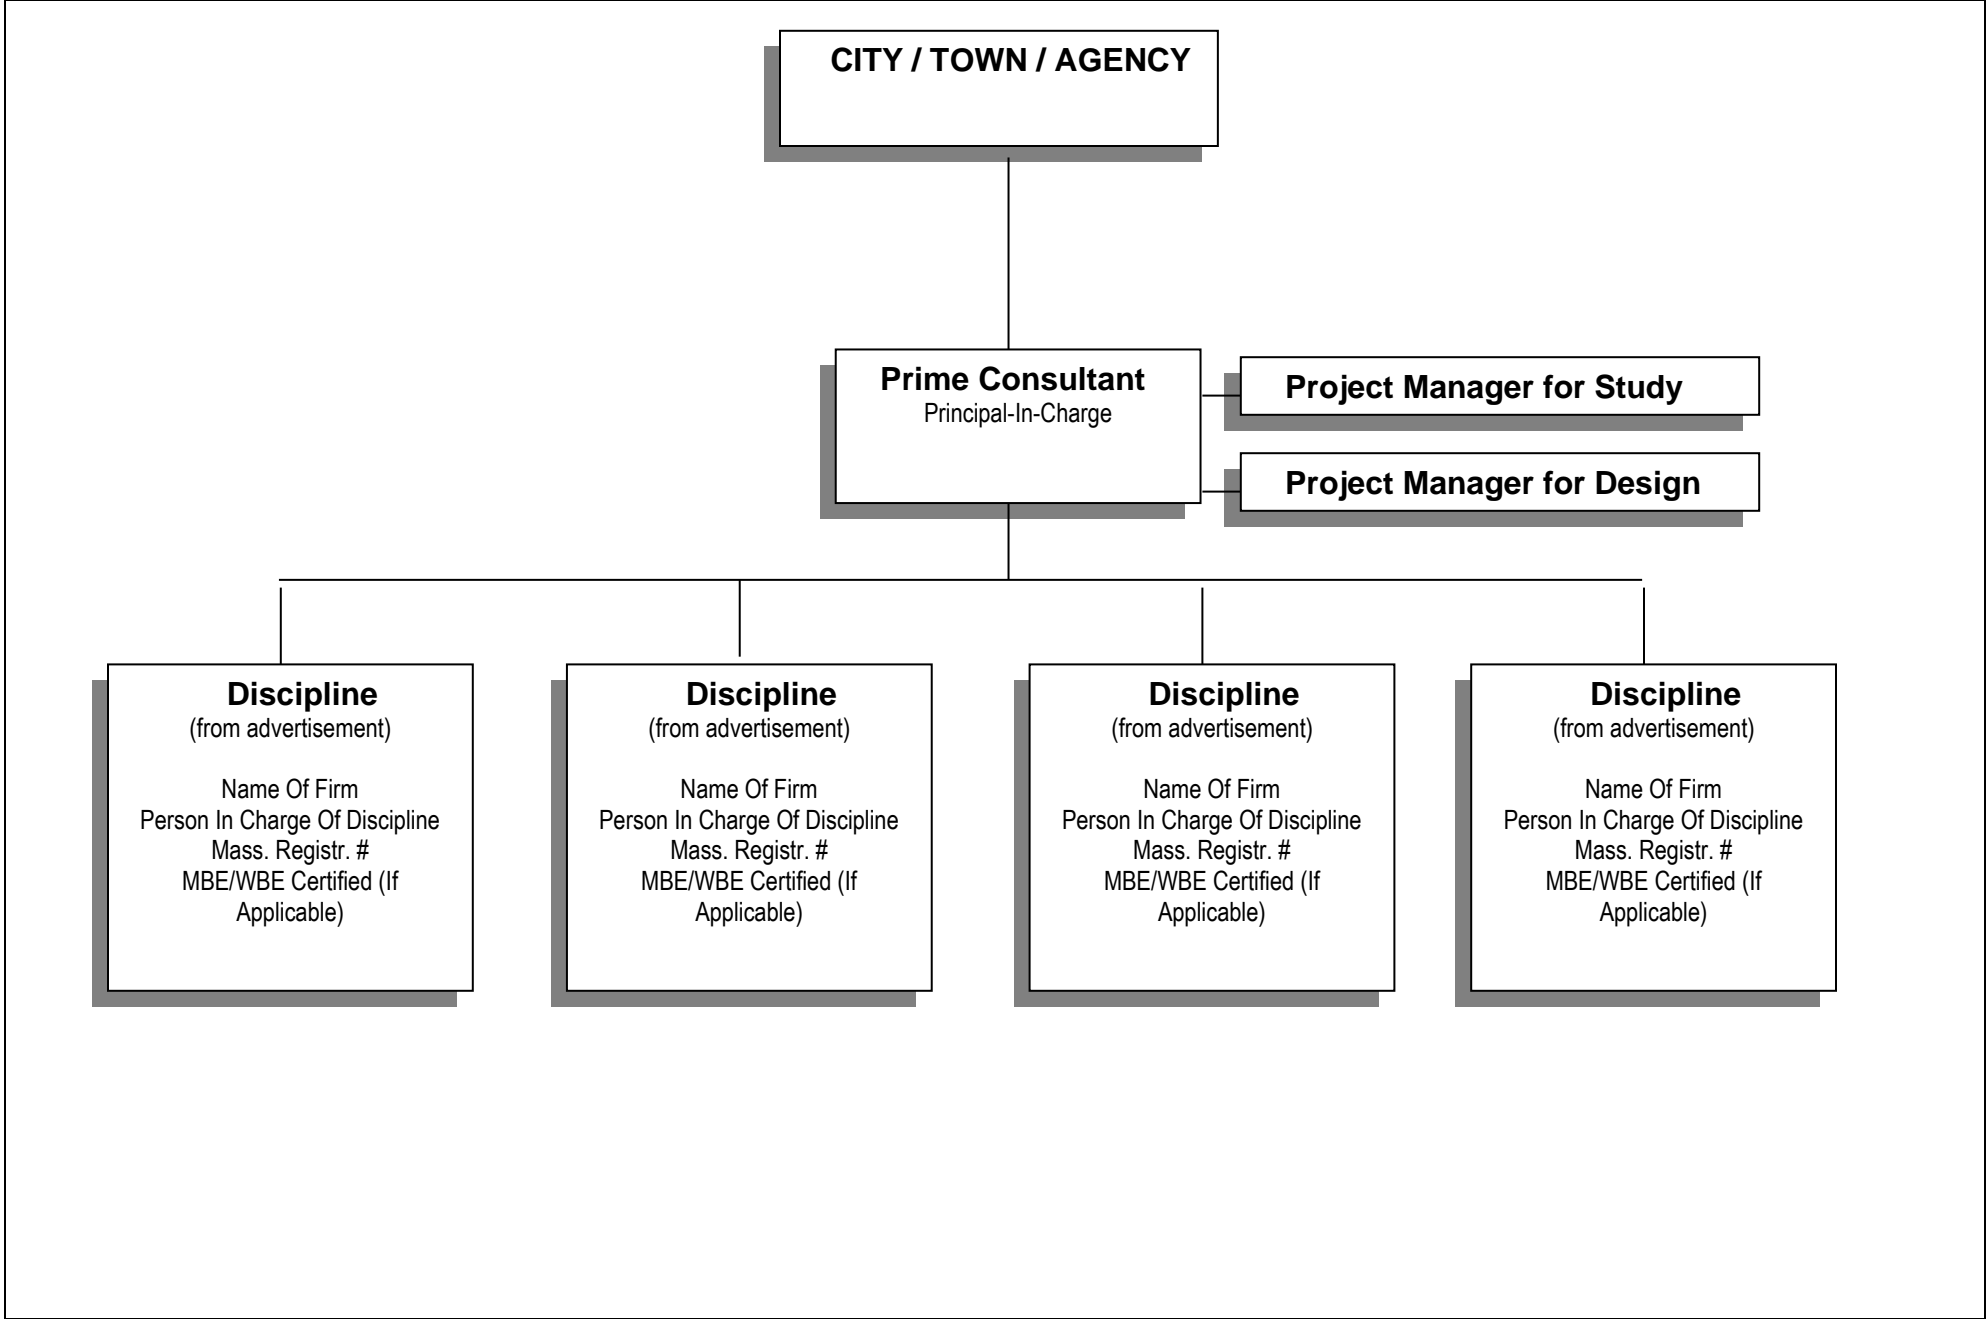 CITY / TOWN / AGENCY
Prime Consultant
Principal-In-Charge
Project Manager for Study
Project Manager for Design
Discipline
(from advertisement)
Name Of Firm
Person In Charge Of Discipline
Mass. Registr. #
MBE/WBE Certified (If
Applicable)
Discipline
(from advertisement)
Name Of Firm
Person In Charge Of Discipline
Mass. Registr. #
MBE/WBE Certified (If
Applicable)
Discipline
(from advertisement)
Name Of Firm
Person In Charge Of Discipline
Mass. Registr. #
MBE/WBE Certified (If
Applicable)
Discipline
(from advertisement)
Name Of Firm
Person In Charge Of Discipline
Mass. Registr. #
MBE/WBE Certified (If
Applicable)